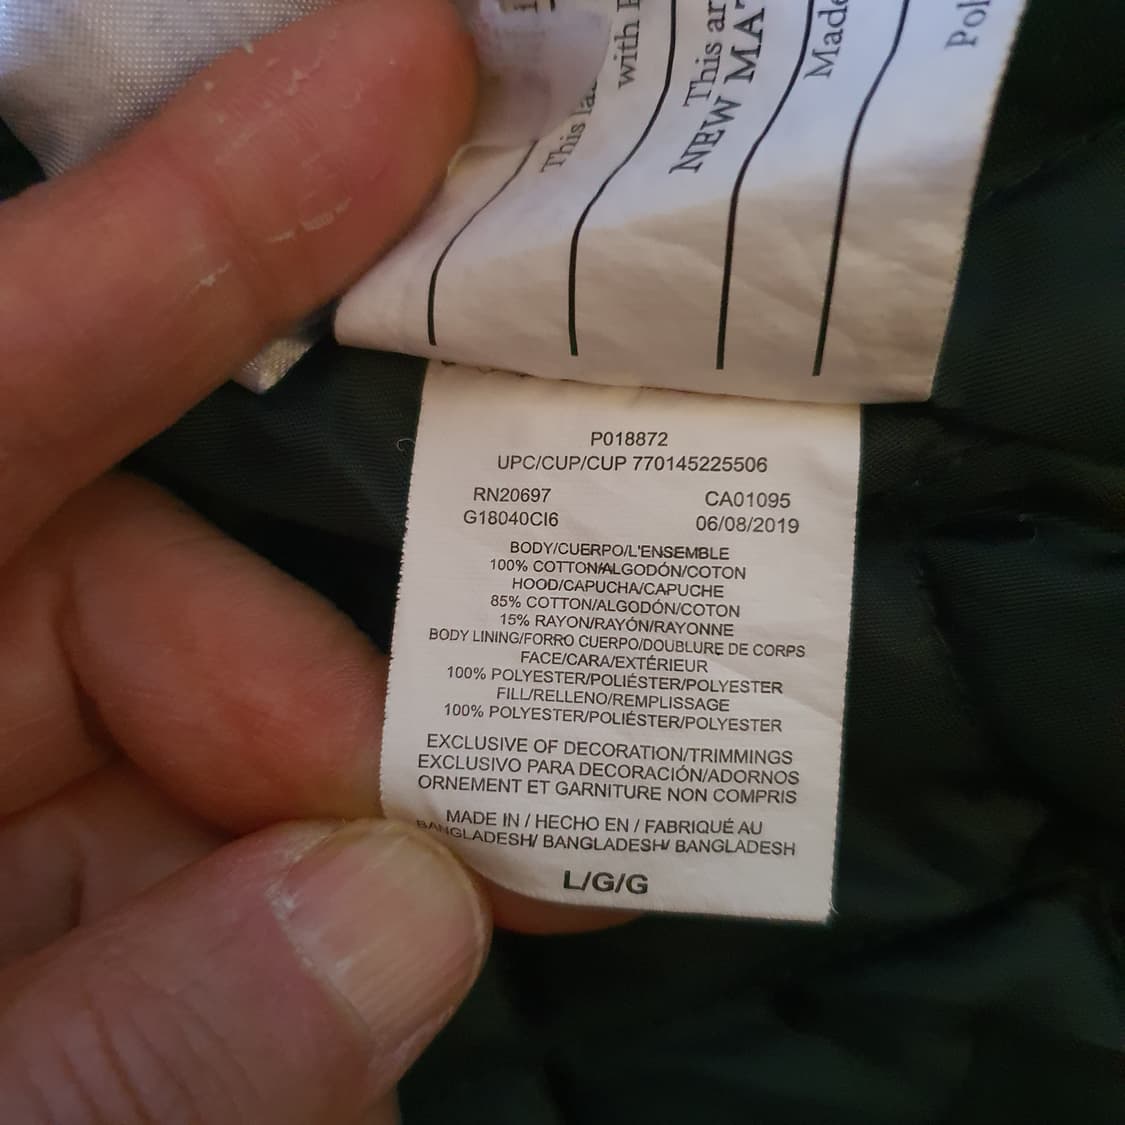 This
with
This ar
NEW MA
Made
Pol
P018872
UPC/CUP/CUP 770145225506
RN20697 CA01095
G18040CI6 06/08/2019
BODY/CUERPO/L'ENSEMBLE
100% COTTON/ALGODÓN/COTON
HOOD/CAPUCHA/CAPUCHE
85% COTTON/ALGODÓN/COTON
15% RAYON/RAYÓN/RAYONNE
BODY LINING/FORRO CUERPO/DOUBLURE DE CORPS
FACE/CARA/EXTÉRIEUR
100% POLYESTER/POLIÉSTER/POLYESTER
FILL/RELLENO/REMPLISSAGE
100% POLYESTER/POLIÉSTER/POLYESTER
EXCLUSIVE OF DECORATION/TRIMMINGS
EXCLUSIVO PARA DECORACIÓN/ADORNOS
ORNEMENT ET GARNITURE NON COMPRIS
MADE IN / HECHO EN / FABRIQUÉ AU
BANGLADESH/ BANGLADESH/ BANGLADESH
L/G/G